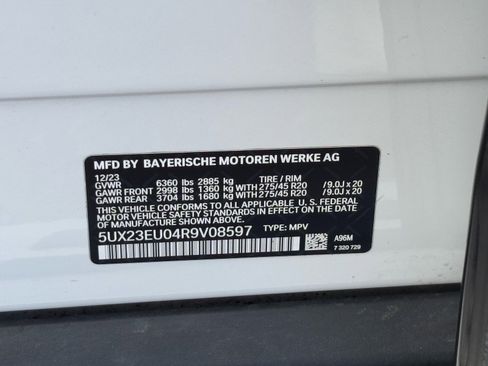 MFD BY BAYERISCHE MOTOREN WERKE AG
12/23 TIRE / RIM
GVWR 6360 lbs 2885 kg
GAWR FRONT 2998 lbs 1360 kg WITH 275/45 R20 /9.0J x 20
GAWR REAR 3704 lbs 1680 kg WITH 275/45 R20 /9.0J x 20
THIS VEHICLE CONFORMS TO ALL APPLICABLE U. S. FEDERAL
MOTOR VEHICLE SAFETY AND THEFT PREVENTION STANDARDS
IN EFFECT ON THE DATE OF MANUFACTURE SHOWN ABOVE.
5UX23EU04R9V08597 TYPE: MPV A96M
7 320 729